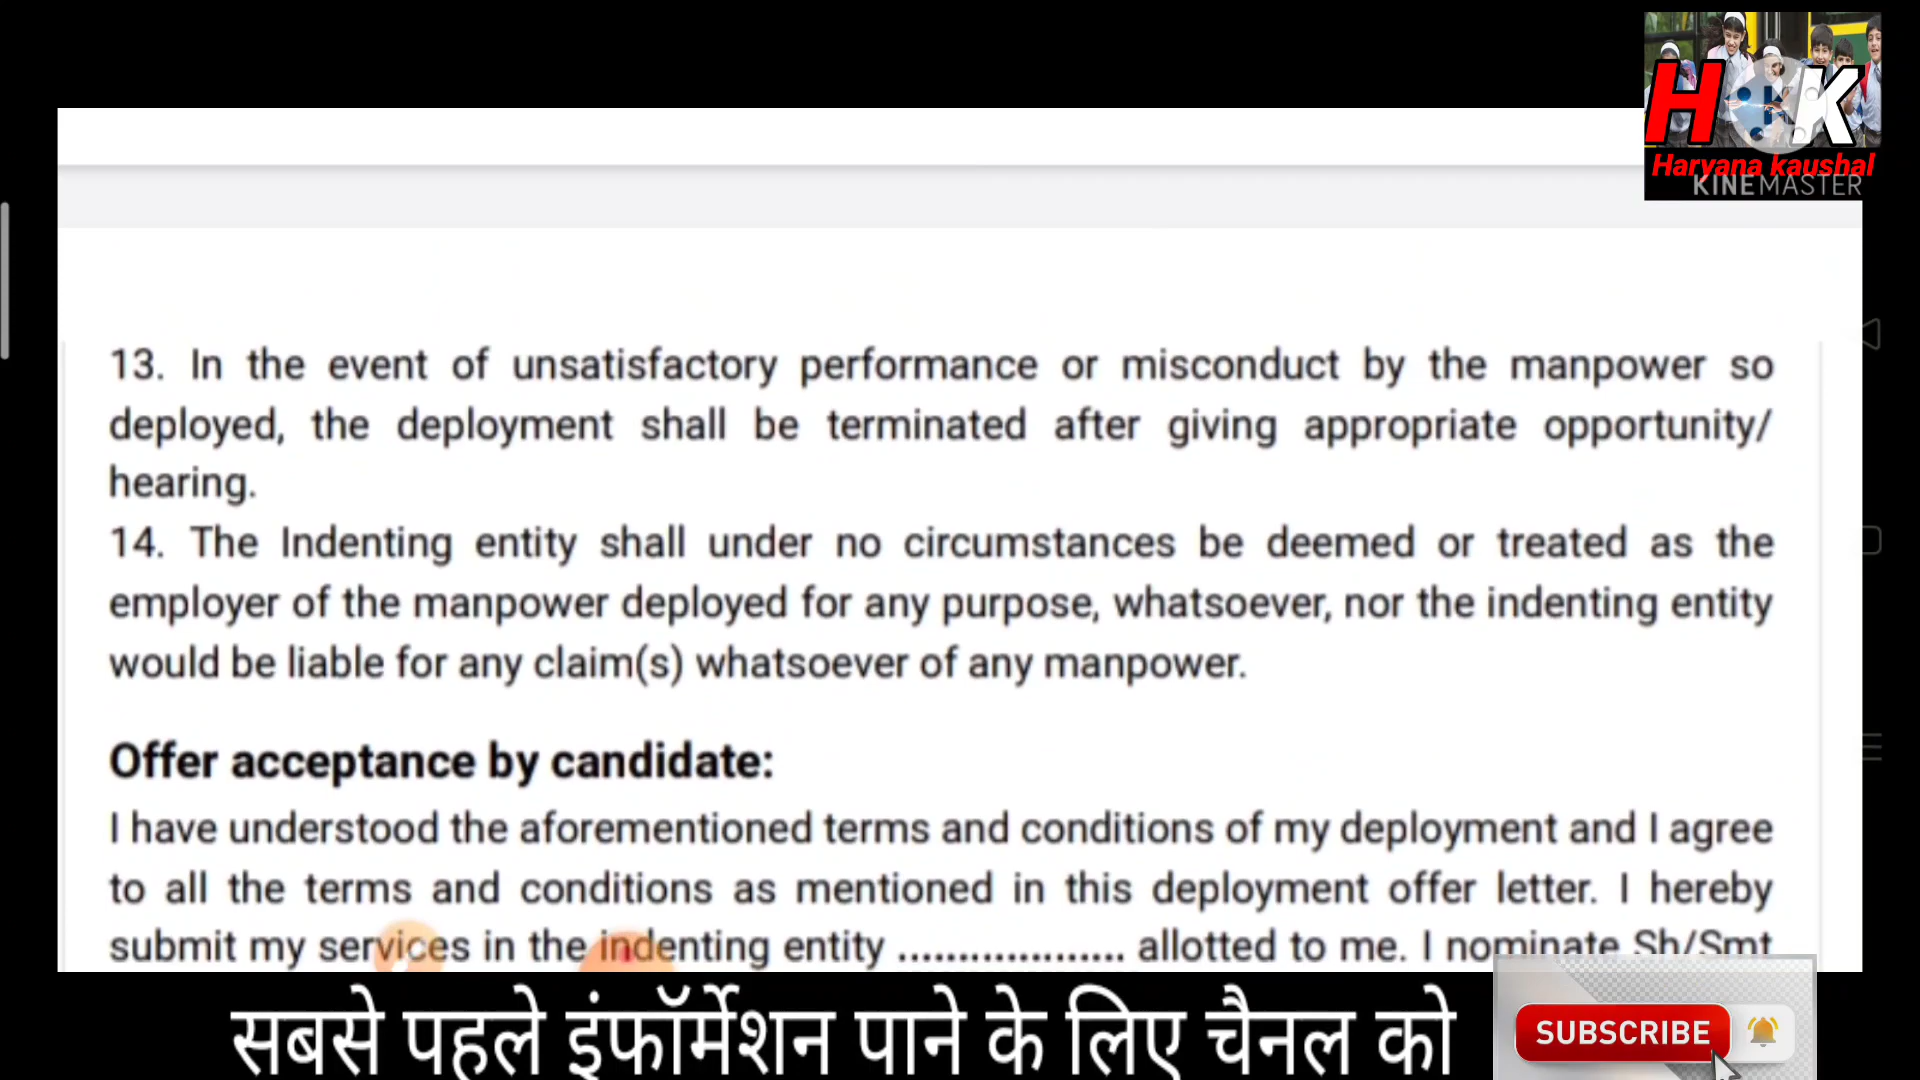 H K
Haryana kaushal
KINEMASTER
13. In the event of unsatisfactory performance or misconduct by the manpower so
deployed, the deployment shall be terminated after giving appropriate opportunity/
hearing.
14. The Indenting entity shall under no circumstances be deemed or treated as the
employer of the manpower deployed for any purpose, whatsoever, nor the indenting entity
would be liable for any claim(s) whatsoever of any manpower.
Offer acceptance by candidate:
I have understood the aforementioned terms and conditions of my deployment and I agree
to all the terms and conditions as mentioned in this deployment offer letter. I hereby
submit my services in the indenting entity ................... allotted to me. I nominate Sh/Smt
सबसे पहले इंफॉर्मेशन पाने के लिए चैनल को
SUBSCRIBE